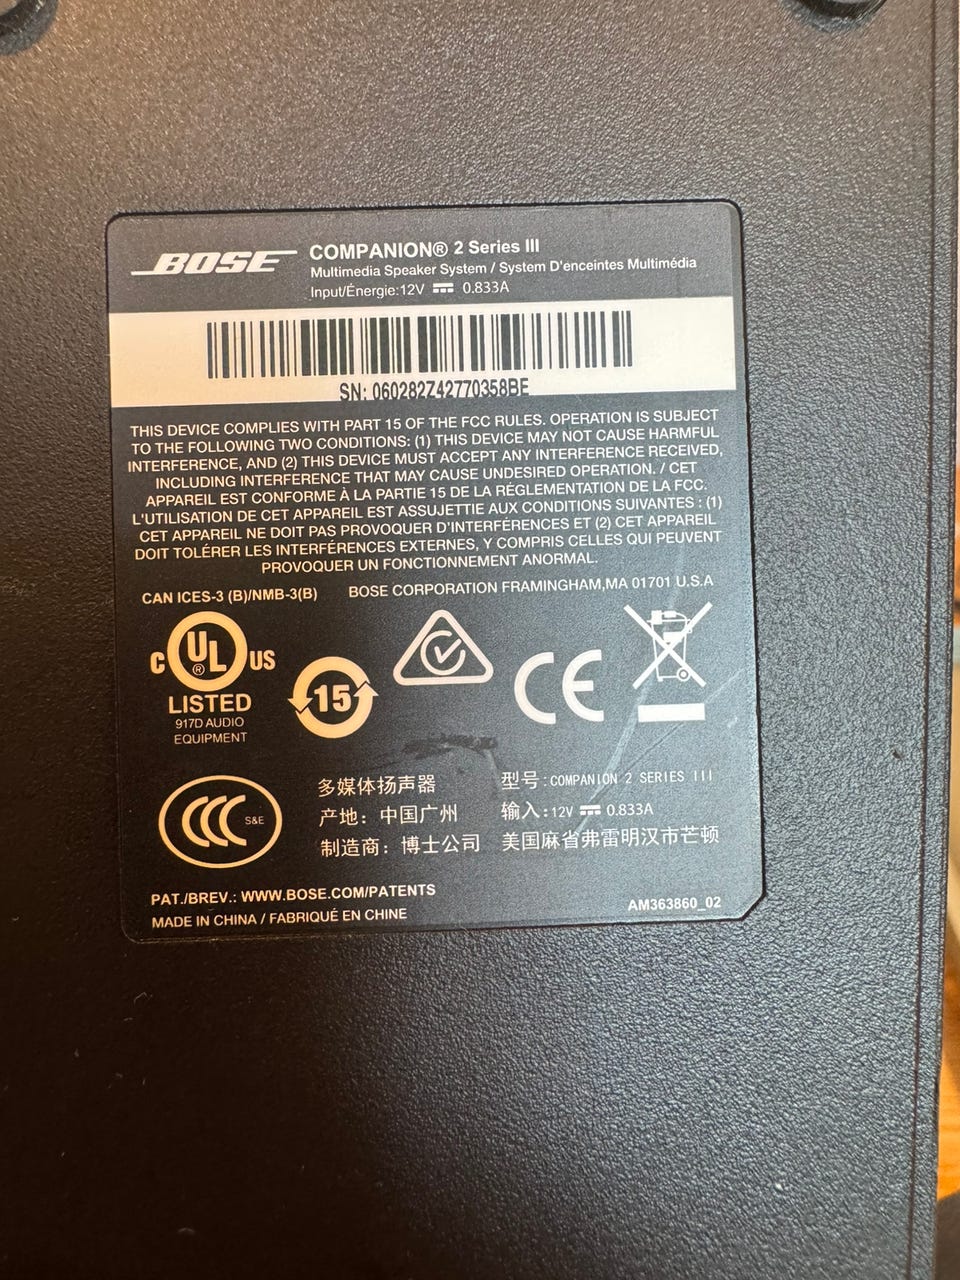 BOSE COMPANION® 2 Series III
Multimedia Speaker System / System D'enceintes Multimédia
Input/Énergie:12V ⎓ 0.833A
SN: 060282Z42770358BE
THIS DEVICE COMPLIES WITH PART 15 OF THE FCC RULES. OPERATION IS SUBJECT
TO THE FOLLOWING TWO CONDITIONS: (1) THIS DEVICE MAY NOT CAUSE HARMFUL
INTERFERENCE, AND (2) THIS DEVICE MUST ACCEPT ANY INTERFERENCE RECEIVED,
INCLUDING INTERFERENCE THAT MAY CAUSE UNDESIRED OPERATION. / CET
APPAREIL EST CONFORME À LA PARTIE 15 DE LA RÉGLEMENTATION DE LA FCC.
L'UTILISATION DE CET APPAREIL EST ASSUJETTIE AUX CONDITIONS SUIVANTES : (1)
CET APPAREIL NE DOIT PAS PROVOQUER D'INTERFÉRENCES ET (2) CET APPAREIL
DOIT TOLÉRER LES INTERFÉRENCES EXTERNES, Y COMPRIS CELLES QUI PEUVENT
PROVOQUER UN FONCTIONNEMENT ANORMAL.
CAN ICES-3 (B)/NMB-3(B) BOSE CORPORATION FRAMINGHAM,MA 01701 U.S.A
C UL ® US
LISTED
917D AUDIO
EQUIPMENT
15
CE
CCC S&E
多媒体扬声器 型号:COMPANION 2 SERIES III
产地: 中国广州 输入:12V ⎓ 0.833A
制造商: 博士公司 美国麻省弗雷明汉市芒顿
PAT./BREV.: WWW.BOSE.COM/PATENTS
MADE IN CHINA / FABRIQUÉ EN CHINE AM363860_02